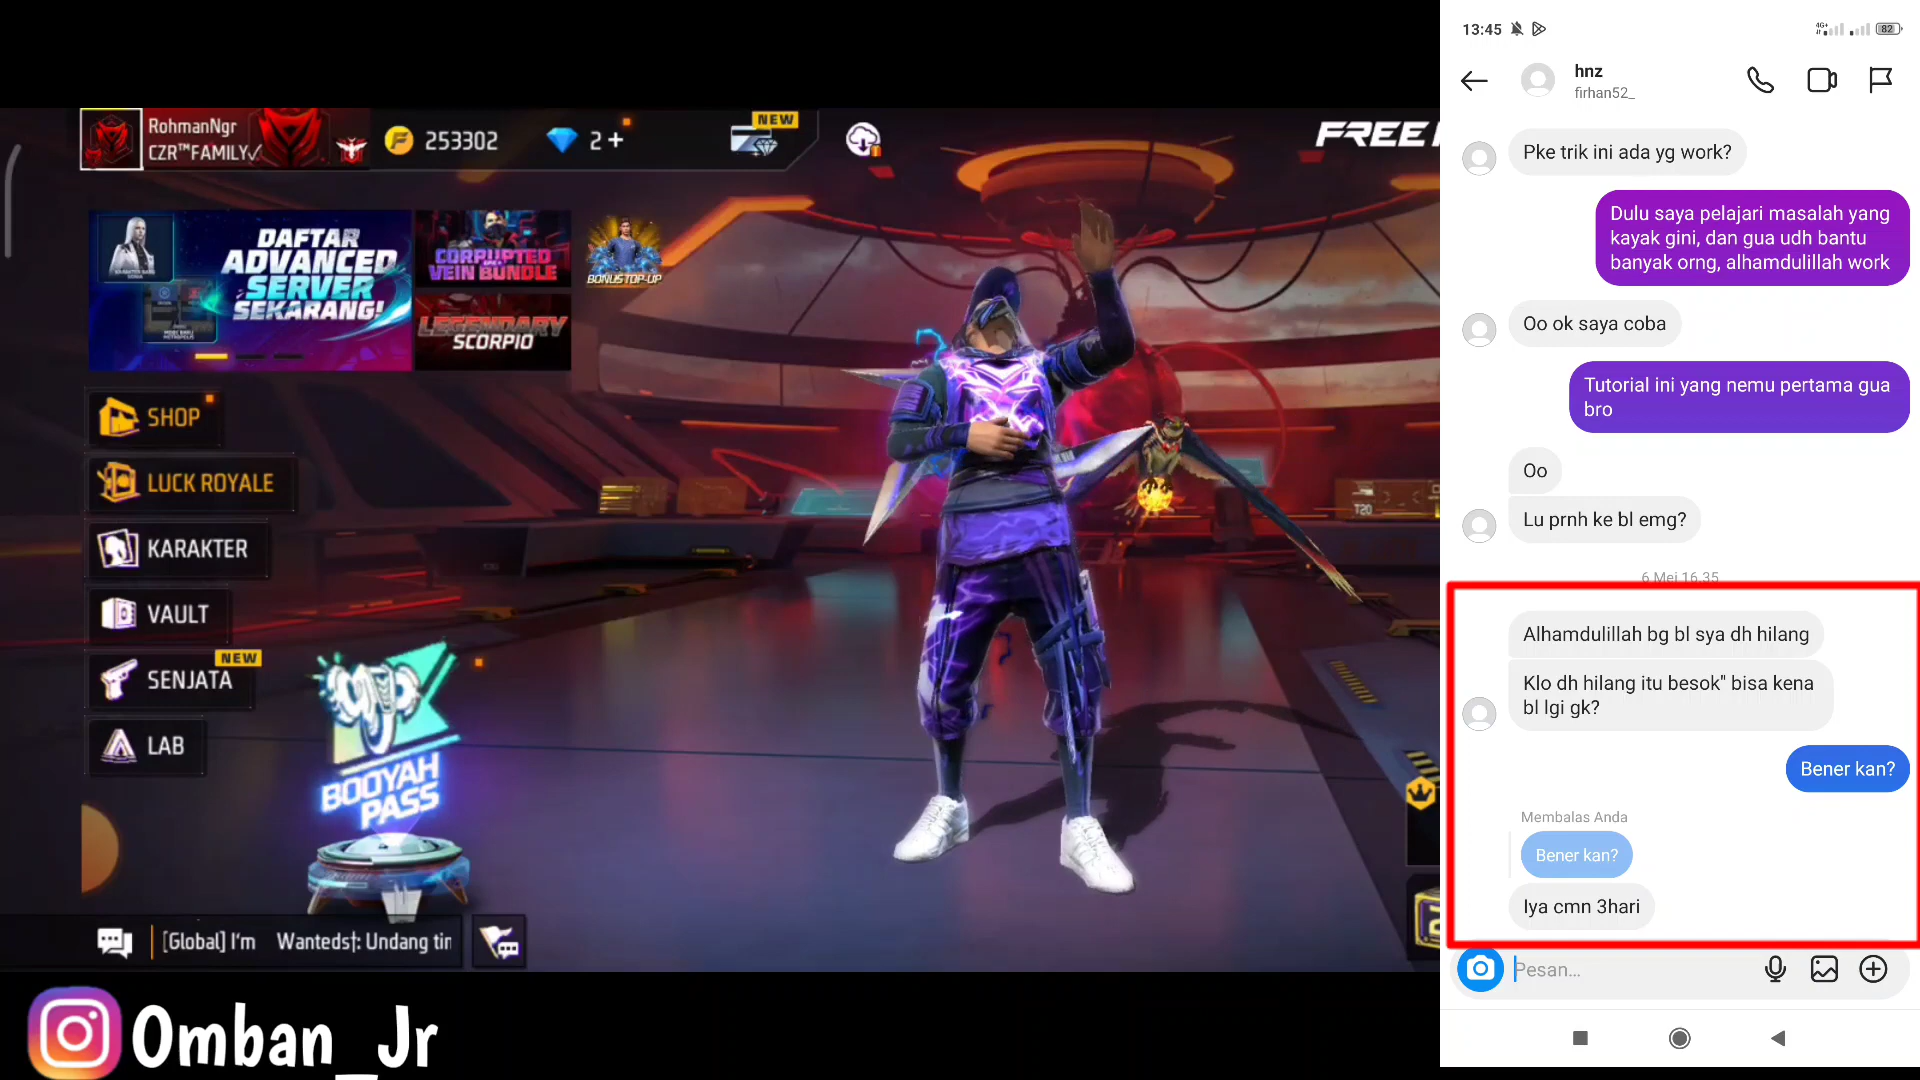 RohmanNgr
CZR™FAMILY✓
253302
2 +
NEW
FREE
DAFTAR
ADVANCED
SERVER
SEKARANG!
CORRUPTED
VEIN BUNDLE
LEGENDARY
SCORPIO
BONUS TOP-UP
SHOP
LUCK ROYALE
KARAKTER
VAULT
NEW
SENJATA
LAB
BOOYAH
PASS
T20
[Global] I'm Wanteds†: Undang tir
Omban_Jr
13:45
4G+
82
hnz
firhan52_
Pke trik ini ada yg work?
Dulu saya pelajari masalah yang
kayak gini, dan gua udh bantu
banyak orng, alhamdulillah work
Oo ok saya coba
Tutorial ini yang nemu pertama gua
bro
Oo
Lu prnh ke bl emg?
6 Mei 16.35
Alhamdulillah bg bl sya dh hilang
Klo dh hilang itu besok" bisa kena
bl lgi gk?
Bener kan?
Membalas Anda
Bener kan?
Iya cmn 3hari
Pesan...